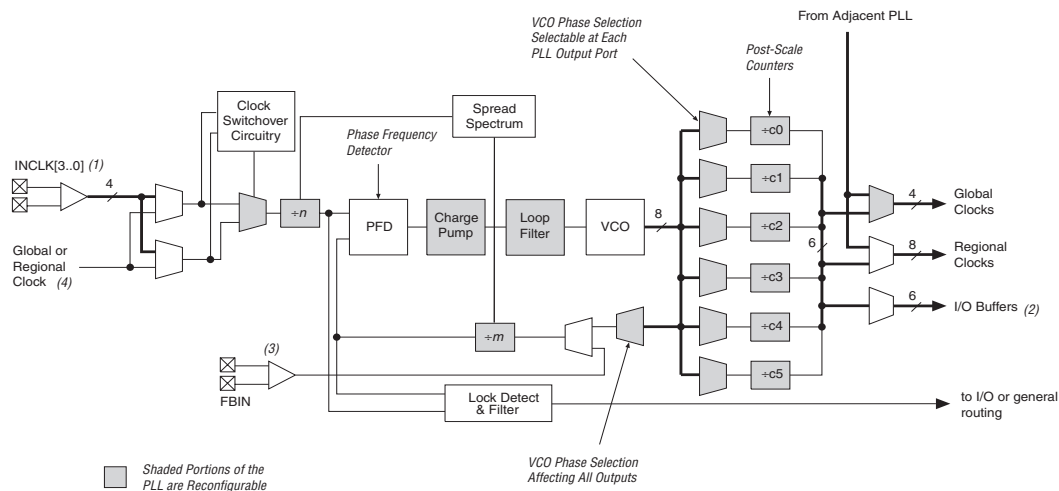 From Adjacent PLL
VCO Phase Selection
Selectable at Each
PLL Output Port
Post-Scale
Counters
Clock
Switchover
Circuitry
Spread
Spectrum
Phase Frequency
Detector
INCLK[3..0] (1)
4
÷n
PFD
Charge
Pump
Loop
Filter
VCO
8
÷c0
÷c1
÷c2
÷c3
÷c4
÷c5
6
4
Global
Clocks
8
Regional
Clocks
6
I/O Buffers (2)
Global or
Regional
Clock (4)
÷m
(3)
FBIN
Lock Detect
& Filter
to I/O or general
routing
VCO Phase Selection
Affecting All Outputs
Shaded Portions of the
PLL are Reconfigurable